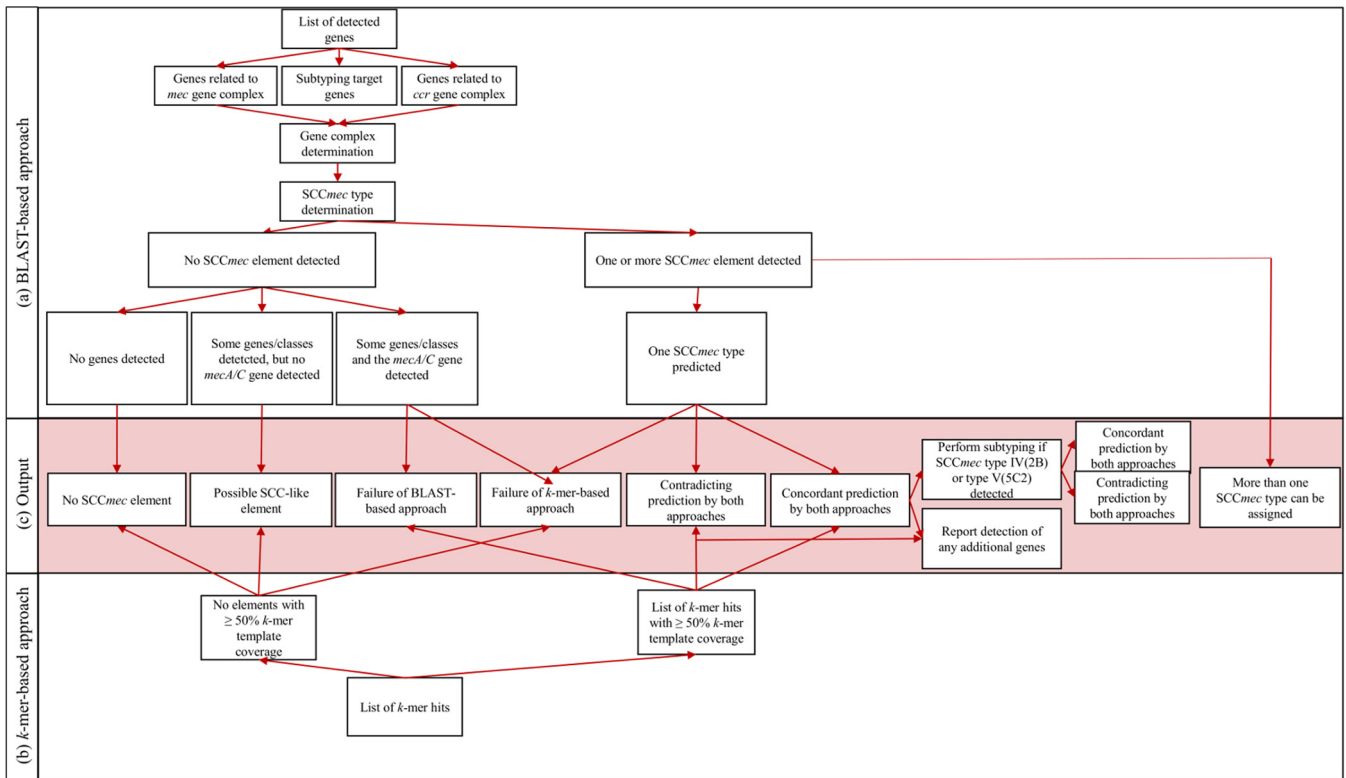 (a) BLAST-based approach
List of detected
genes
Genes related to
mec gene complex
Subtyping target
genes
Genes related to
ccr gene complex
Gene complex
determination
SCCmec type
determination
No SCCmec element detected
One or more SCCmec element detected
No genes detected
Some genes/classes
detetcted, but no
mecA/C gene detected
Some genes/classes
and the mecA/C gene
detected
One SCCmec type
predicted
(c) Output
No SCCmec element
Possible SCC-like
element
Failure of BLAST-
based approach
Failure of k-mer-based
approach
Contradicting
prediction by both
approaches
Concordant prediction
by both approaches
Perform subtyping if
SCCmec type IV(2B)
or type V(5C2)
detected
Report detection of
any additional genes
Concordant
prediction by
both approaches
Contradicting
prediction by
both approaches
More than one
SCCmec type can be
assigned
(b) k-mer-based approach
No elements with
≥ 50% k-mer
template
coverage
List of k-mer hits
with ≥ 50% k-mer
template coverage
List of k-mer hits